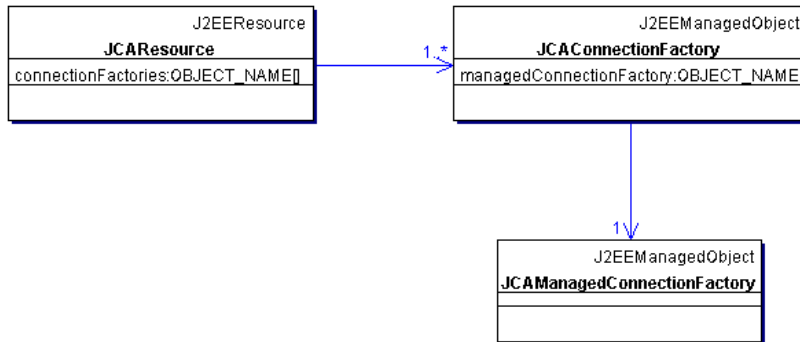 J2EEResource
JCAResource
connectionFactories:OBJECT_NAME[]
1..*
J2EEManagedObject
JCAConnectionFactory
managedConnectionFactory:OBJECT_NAME
1
J2EEManagedObject
JCAManagedConnectionFactory